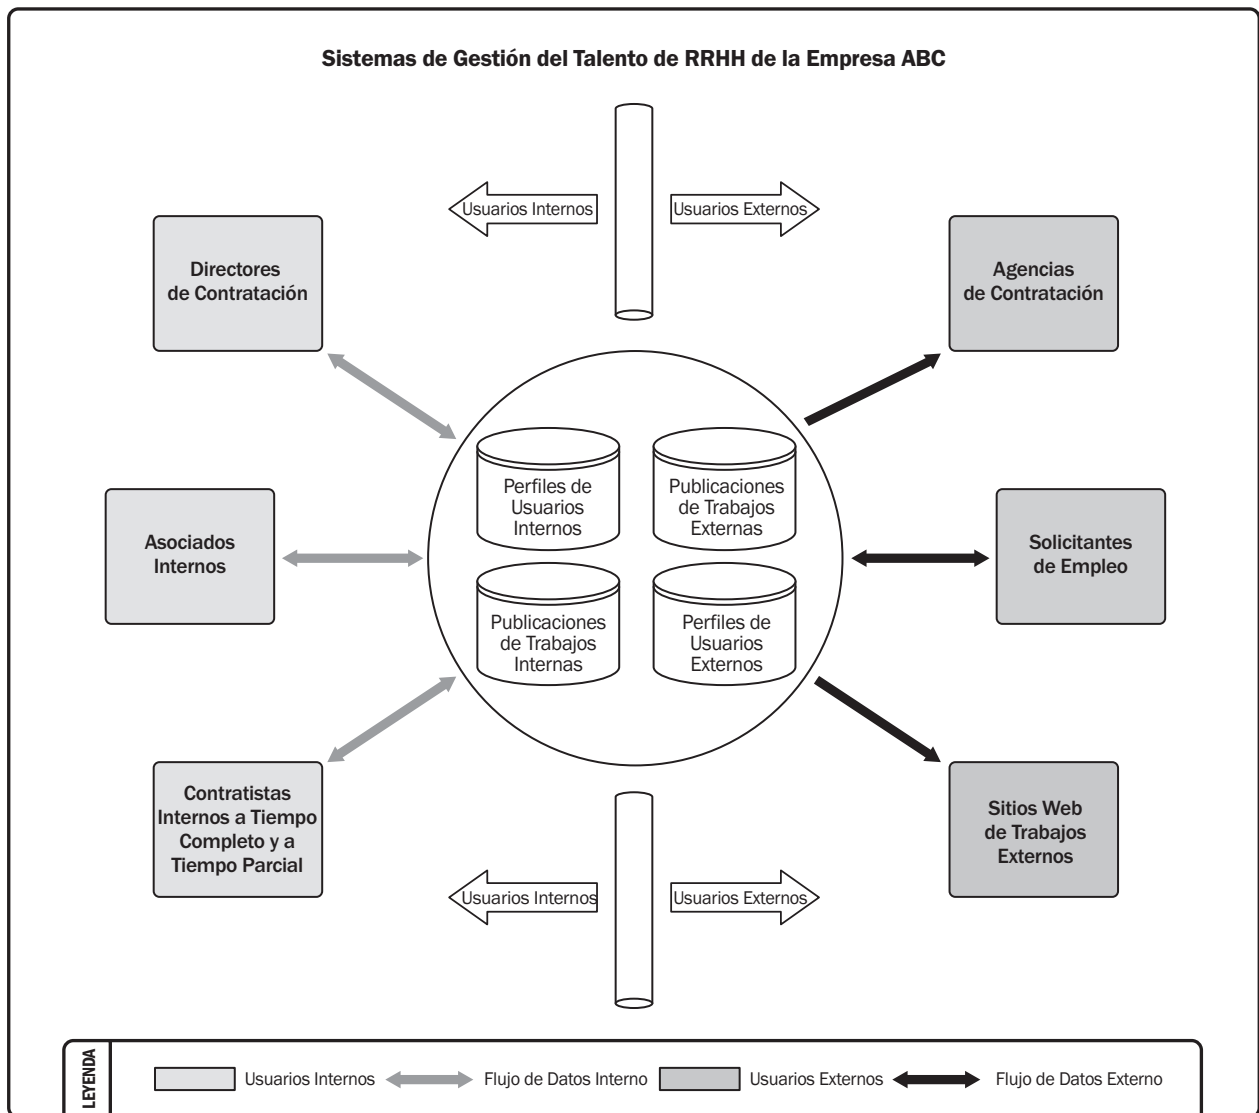 Sistemas de Gestión del Talento de RRHH de la Empresa ABC
Usuarios Internos
Usuarios Externos
Directores
de Contratación
Agencias
de Contratación
Perfiles de
Usuarios
Internos
Publicaciones
de Trabajos
Externas
Asociados
Internos
Solicitantes
de Empleo
Publicaciones
de Trabajos
Internas
Perfiles de
Usuarios
Externos
Contratistas
Internos a Tiempo
Completo y a
Tiempo Parcial
Sitios Web
de Trabajos
Externos
Usuarios Internos
Usuarios Externos
LEYENDA
Usuarios Internos
Flujo de Datos Interno
Usuarios Externos
Flujo de Datos Externo